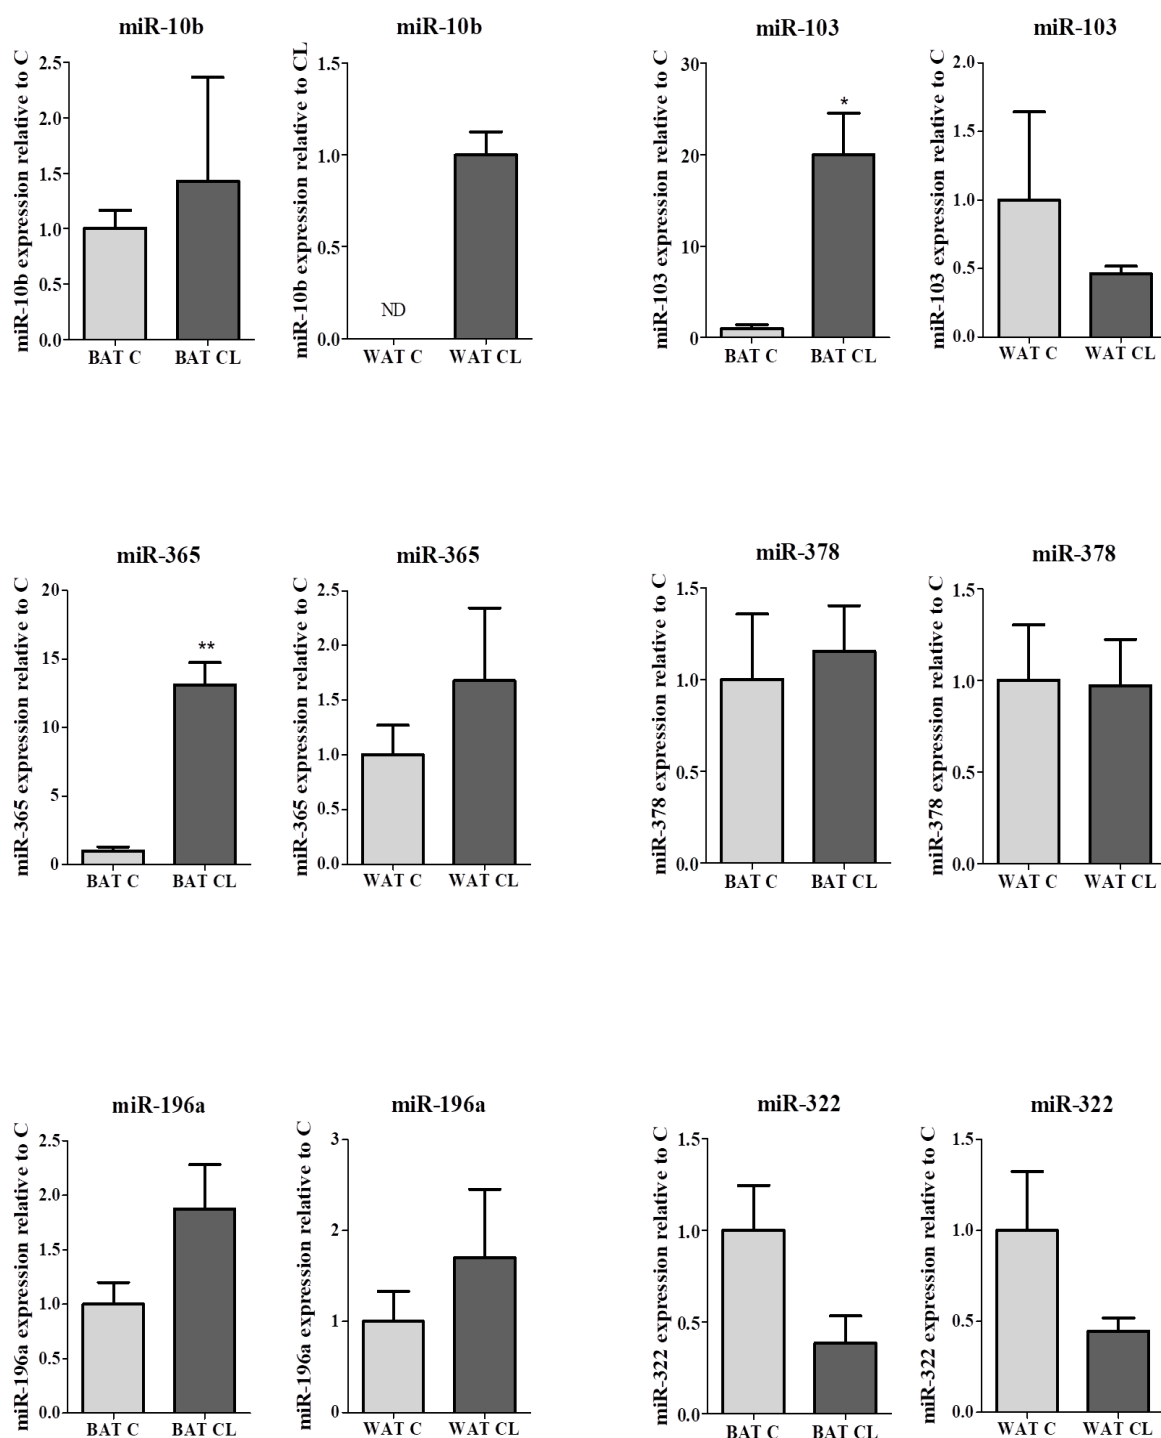 miR-10b
miR-10b expression relative to C
2.5
2.0
1.5
1.0
0.5
0.0
BAT C
BAT CL
miR-10b
miR-10b expression relative to CL
1.5
1.0
0.5
0.0
ND
WAT C
WAT CL
miR-103
miR-103 expression relative to C
30
20
10
0
*
BAT C
BAT CL
miR-103
miR-103 expression relative to C
2.0
1.5
1.0
0.5
0.0
WAT C
WAT CL
miR-365
miR-365 expression relative to C
20
15
10
5
0
**
BAT C
BAT CL
miR-365
miR-365 expression relative to C
2.5
2.0
1.5
1.0
0.5
0.0
WAT C
WAT CL
miR-378
miR-378 expression relative to C
1.5
1.0
0.5
0.0
BAT C
BAT CL
miR-378
miR-378 expression relative to C
1.5
1.0
0.5
0.0
WAT C
WAT CL
miR-196a
miR-196a expression relative to C
2.5
2.0
1.5
1.0
0.5
0.0
BAT C
BAT CL
miR-196a
miR-196a expression relative to C
3
2
1
0
WAT C
WAT CL
miR-322
miR-322 expression relative to C
1.5
1.0
0.5
0.0
BAT C
BAT CL
miR-322
miR-322 expression relative to C
1.5
1.0
0.5
0.0
WAT C
WAT CL